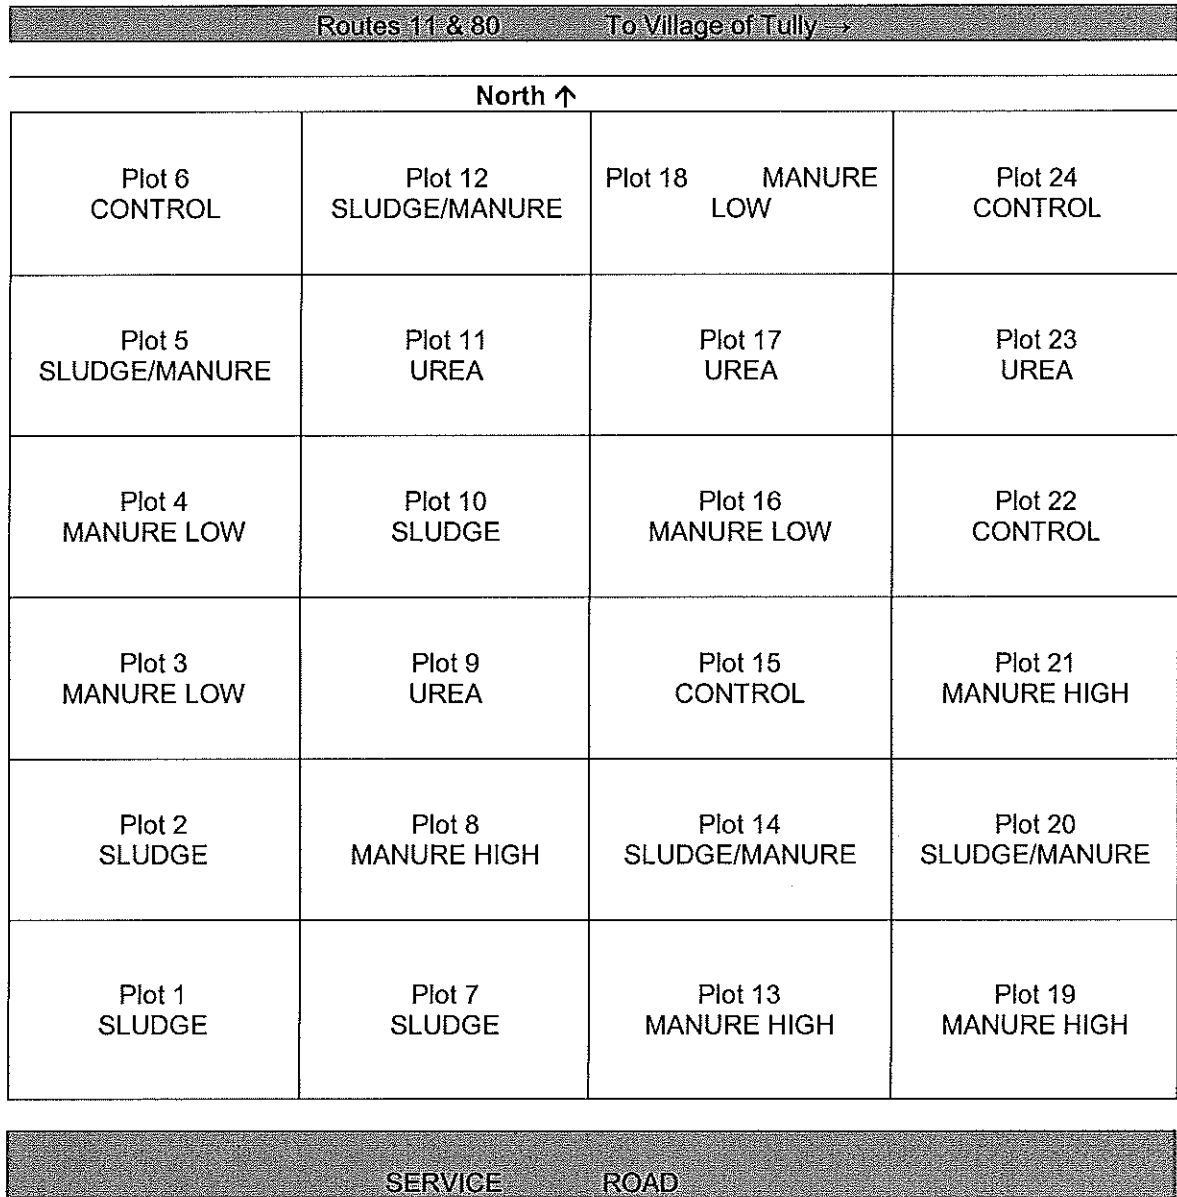 Routes 11 & 80 To Village of Tully →
North ↑
Plot 6
CONTROL
Plot 12
SLUDGE/MANURE
Plot 18 MANURE
LOW
Plot 24
CONTROL
Plot 5
SLUDGE/MANURE
Plot 11
UREA
Plot 17
UREA
Plot 23
UREA
Plot 4
MANURE LOW
Plot 10
SLUDGE
Plot 16
MANURE LOW
Plot 22
CONTROL
Plot 3
MANURE LOW
Plot 9
UREA
Plot 15
CONTROL
Plot 21
MANURE HIGH
Plot 2
SLUDGE
Plot 8
MANURE HIGH
Plot 14
SLUDGE/MANURE
Plot 20
SLUDGE/MANURE
Plot 1
SLUDGE
Plot 7
SLUDGE
Plot 13
MANURE HIGH
Plot 19
MANURE HIGH
SERVICE ROAD